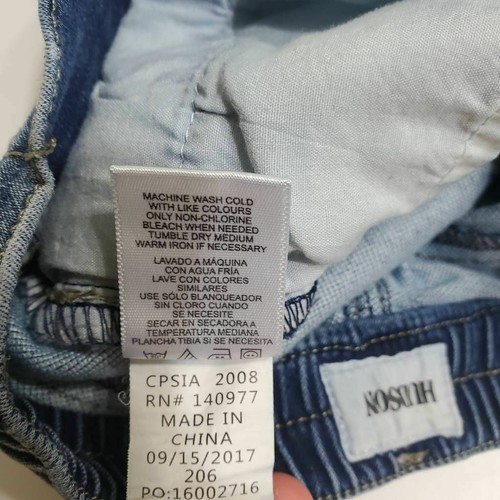 MACHINE WASH COLD
WITH LIKE COLOURS
ONLY NON-CHLORINE
BLEACH WHEN NEEDED
TUMBLE DRY MEDIUM
WARM IRON IF NECESSARY
LAVADO A MÁQUINA
CON AGUA FRÍA
LAVE CON COLORES
SIMILARES
USE SÓLO BLANQUEADOR
SIN CLORO CUANDO
SE NECESITE
SECAR EN SECADORA A
TEMPERATURA MEDIANA
PLANCHA TIBIA SI SE NECESITA
CPSIA 2008
RN# 140977
MADE IN
CHINA
09/15/2017
206
PO:16002716
HUDSON